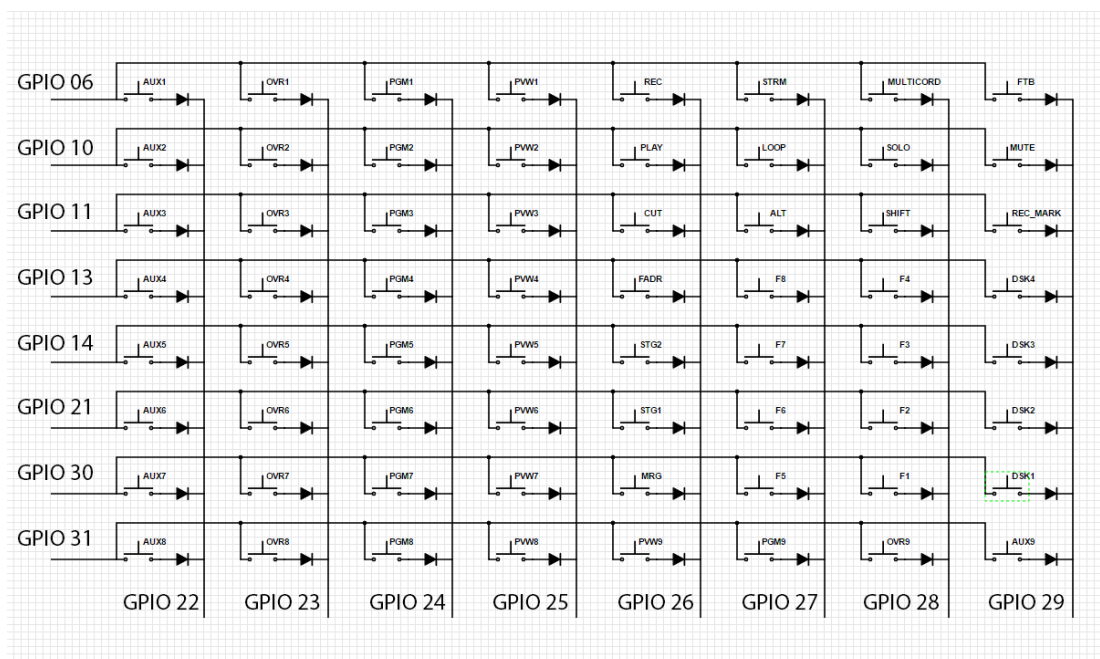 GPIO 06 AUX1 OVR1 PGM1 PVW1 REC STRM MULTICORD FTB
GPIO 10 AUX2 OVR2 PGM2 PVW2 PLAY LOOP SOLO MUTE
GPIO 11 AUX3 OVR3 PGM3 PVW3 CUT ALT SHIFT REC_MARK
GPIO 13 AUX4 OVR4 PGM4 PVW4 FADR F8 F4 DSK4
GPIO 14 AUX5 OVR5 PGM5 PVW5 STG2 F7 F3 DSK3
GPIO 21 AUX6 OVR6 PGM6 PVW6 STG1 F6 F2 DSK2
GPIO 30 AUX7 OVR7 PGM7 PVW7 MRG F5 F1 DSK1
GPIO 31 AUX8 OVR8 PGM8 PVW8 PVW9 PGM9 OVR9 AUX9
GPIO 22 GPIO 23 GPIO 24 GPIO 25 GPIO 26 GPIO 27 GPIO 28 GPIO 29